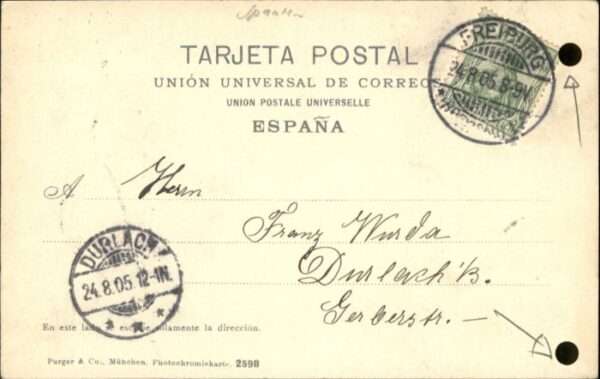 TARJETA POSTAL
UNIÓN UNIVERSAL DE CORREO
UNION POSTALE UNIVERSELLE
ESPAÑA
FREIBURG
24.8.05.8-9N.
A Herrn
Franz Wurda
Durlach i/B.
Gerberstr. —
DURLACH
24.8.05.12-1N.
En este lado se escribe solamente la dirección.
Purger & Co., München. Photochromiekarte. 2598